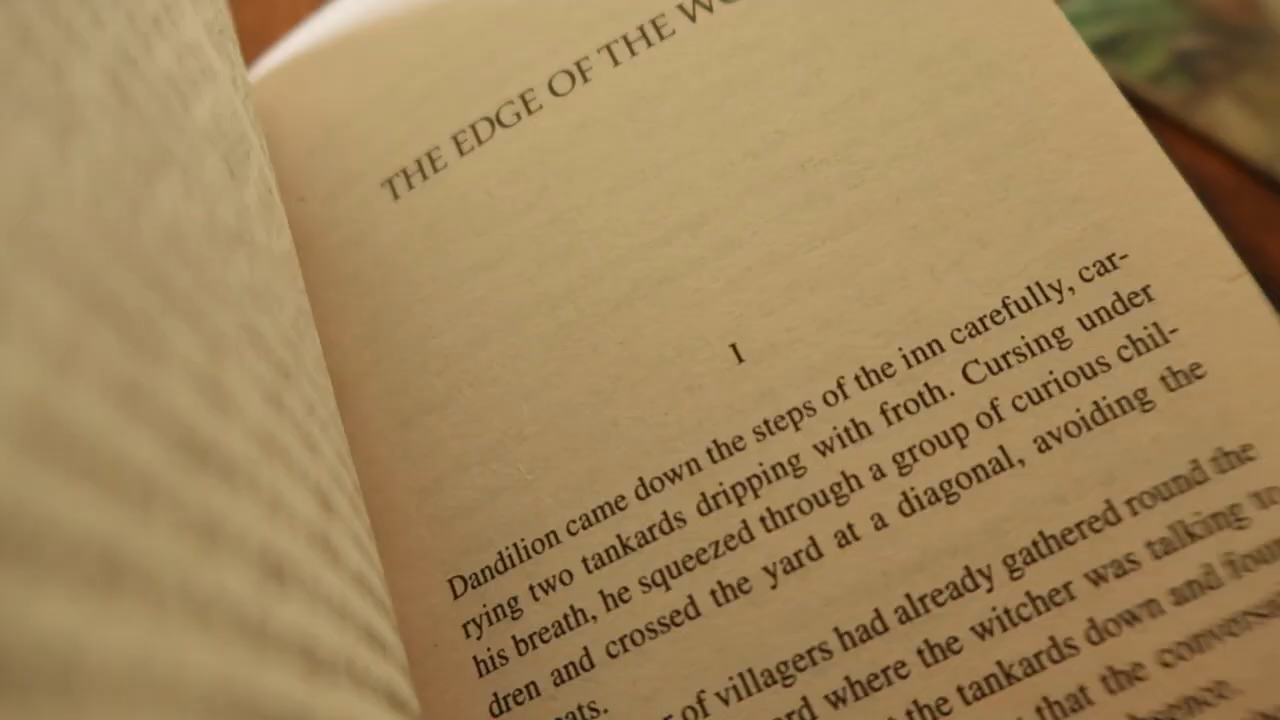 THE EDGE OF THE
I
Dandilion came down the steps of the inn carefully, car-
rying two tankards dripping with froth. Cursing under
his breath, he squeezed through a group of curious chil-
dren and crossed the yard at a diagonal, avoiding the
of villagers had already gathered round the
where the witcher was talking to
the tankards down and
that the